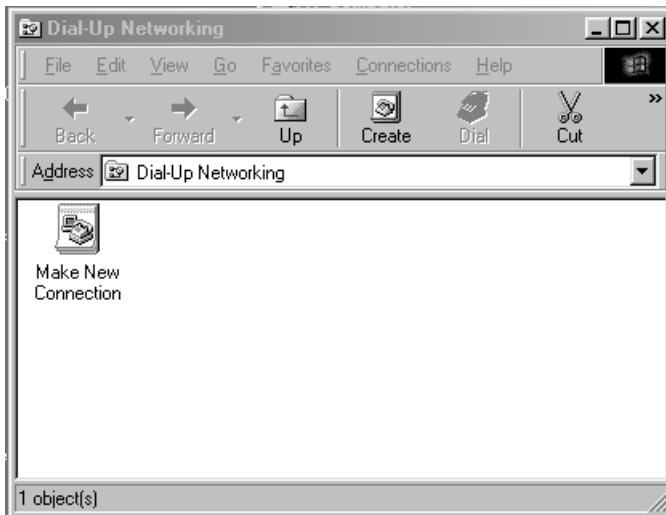 Dial-Up Networking
File Edit View Go Favorites Connections Help
Back Forward Up Create Dial Cut »
Address Dial-Up Networking
Make New
Connection
1 object(s)